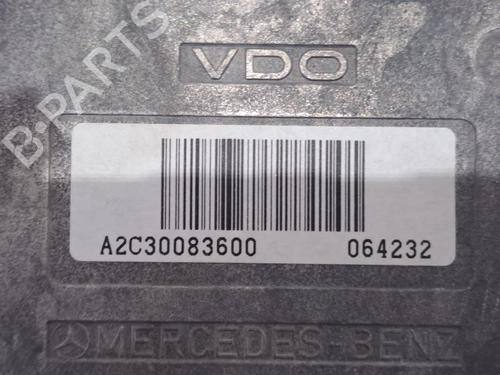 VDO
B-PARTS
A2C30083600 064232
MERCEDES-BENZ